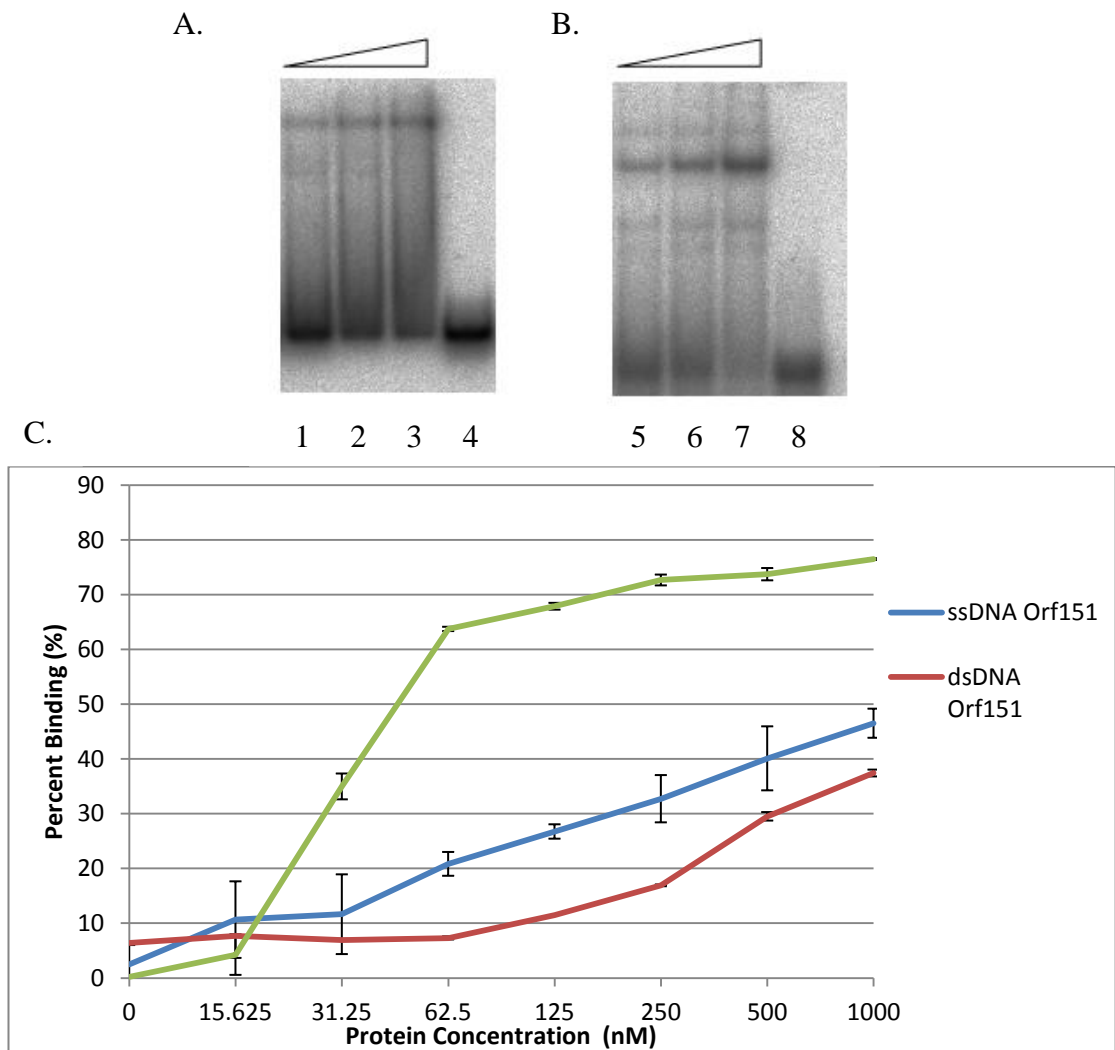 A.
B.
1 2 3 4
5 6 7 8
C.
90
80
70
60
50
40
30
20
10
0
Percent Binding (%)
0 15.625 31.25 62.5 125 250 500 1000
Protein Concentration (nM)
ssDNA Orf151
dsDNA
Orf151